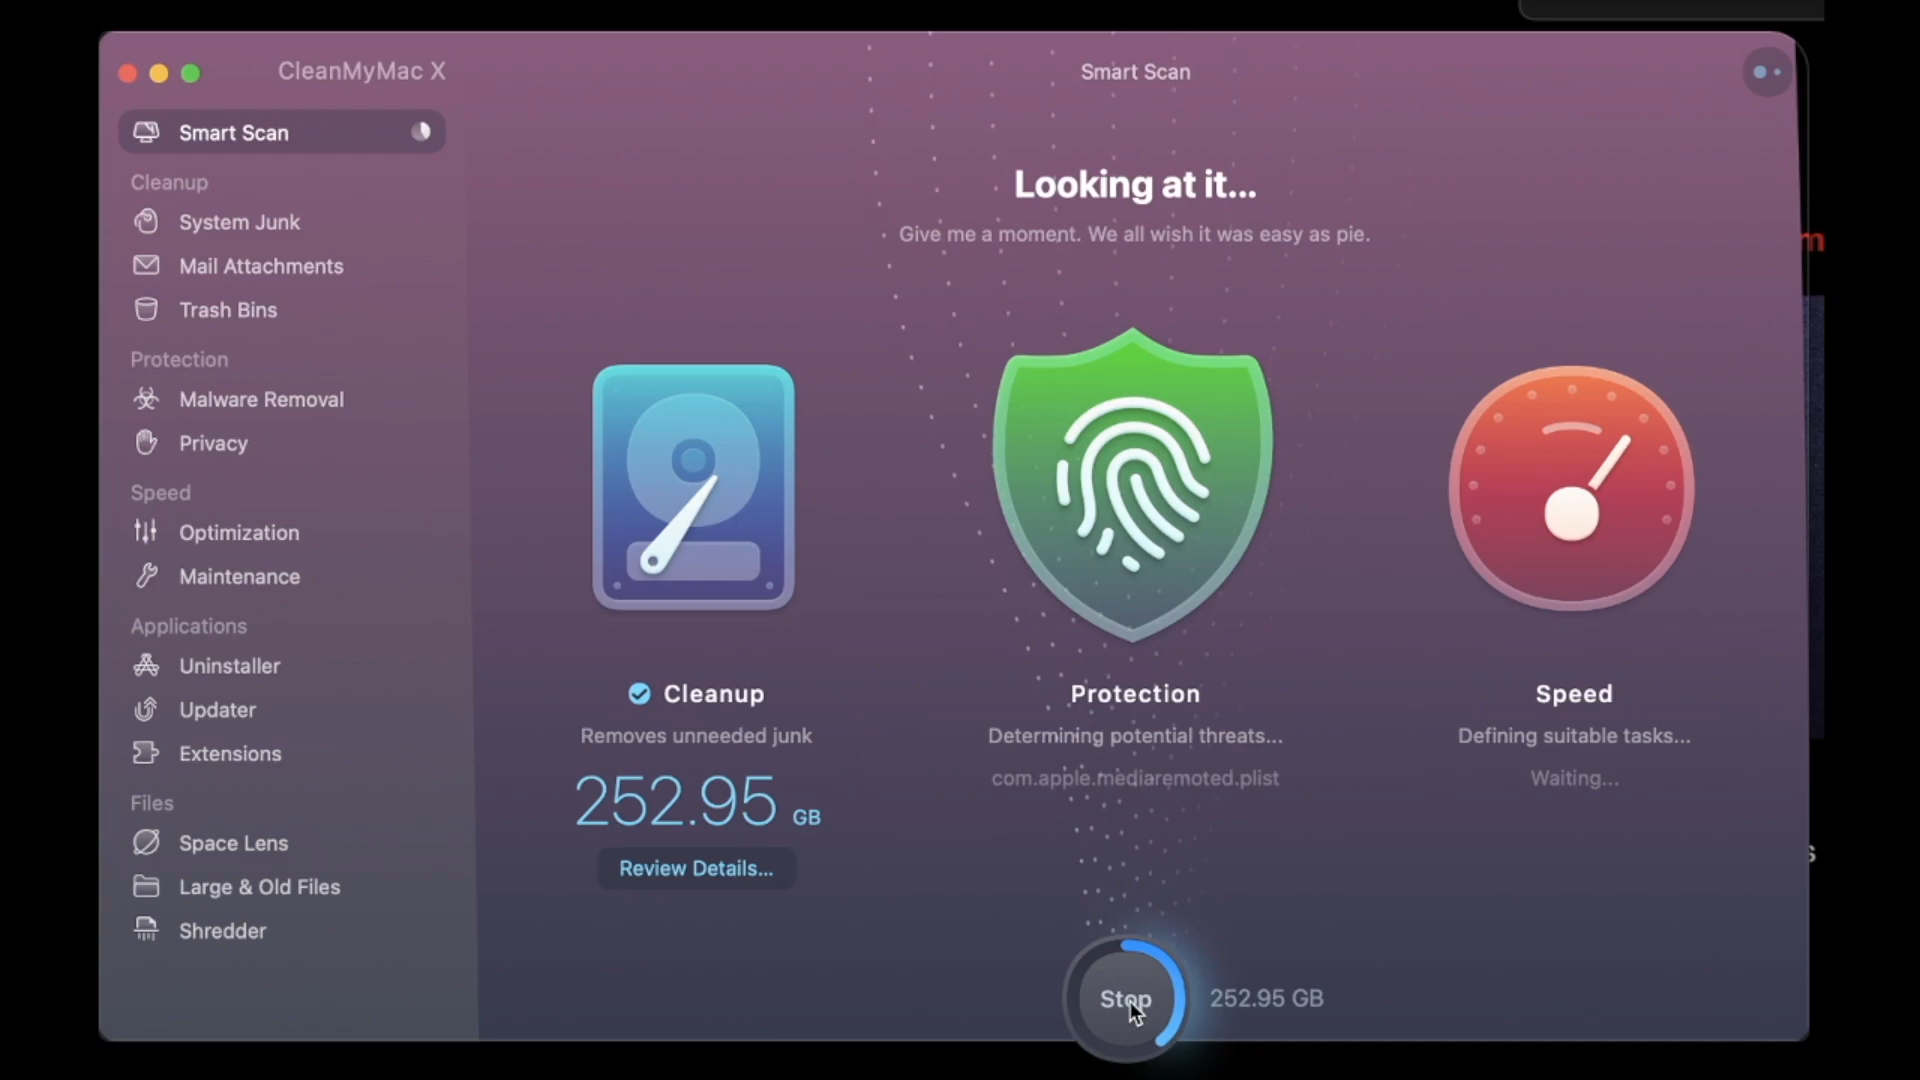 CleanMyMac X
Smart Scan
Smart Scan
Cleanup
System Junk
Mail Attachments
Trash Bins
Protection
Malware Removal
Privacy
Speed
Optimization
Maintenance
Applications
Uninstaller
Updater
Extensions
Files
Space Lens
Large & Old Files
Shredder
Looking at it...
Give me a moment. We all wish it was easy as pie.
Cleanup
Removes unneeded junk
252.95 GB
Review Details...
Protection
Determining potential threats...
com.apple.mediaremoted.plist
Speed
Defining suitable tasks...
Waiting...
Stop
252.95 GB
m
s